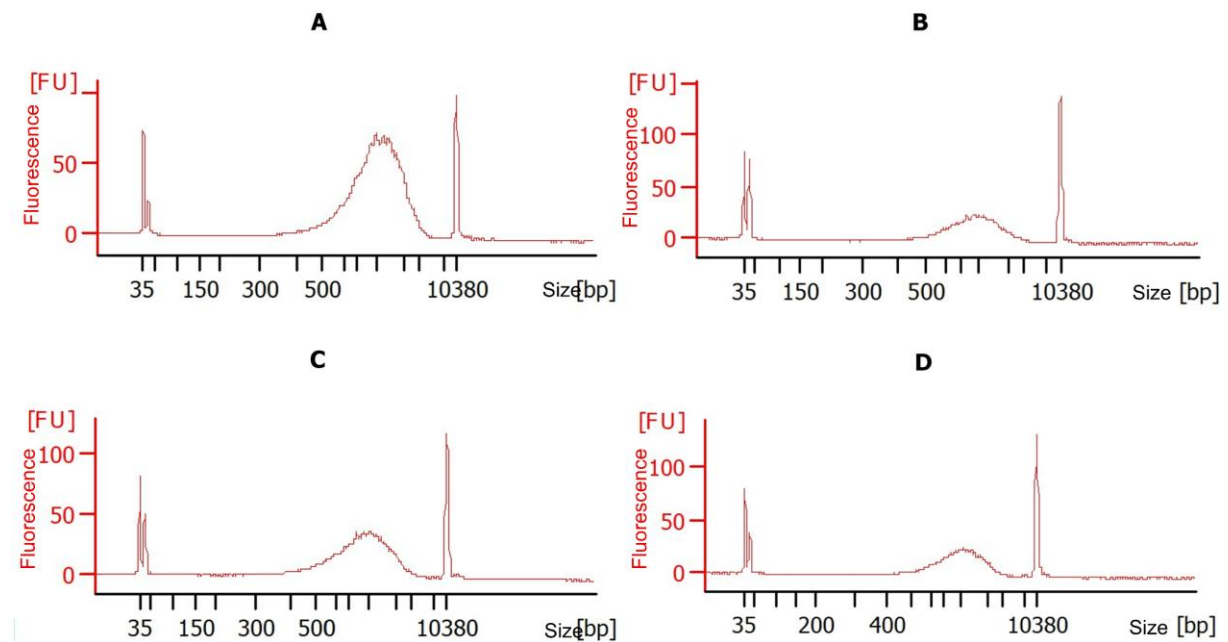 A
[FU]
Fluorescence
50
0
35 150 300 500 10380 Size[bp]
B
[FU]
Fluorescence
100
50
0
35 150 300 500 10380 Size [bp]
C
[FU]
Fluorescence
100
50
0
35 150 300 500 10380 Size[bp]
D
[FU]
Fluorescence
100
50
0
35 200 400 10380 Size [bp]